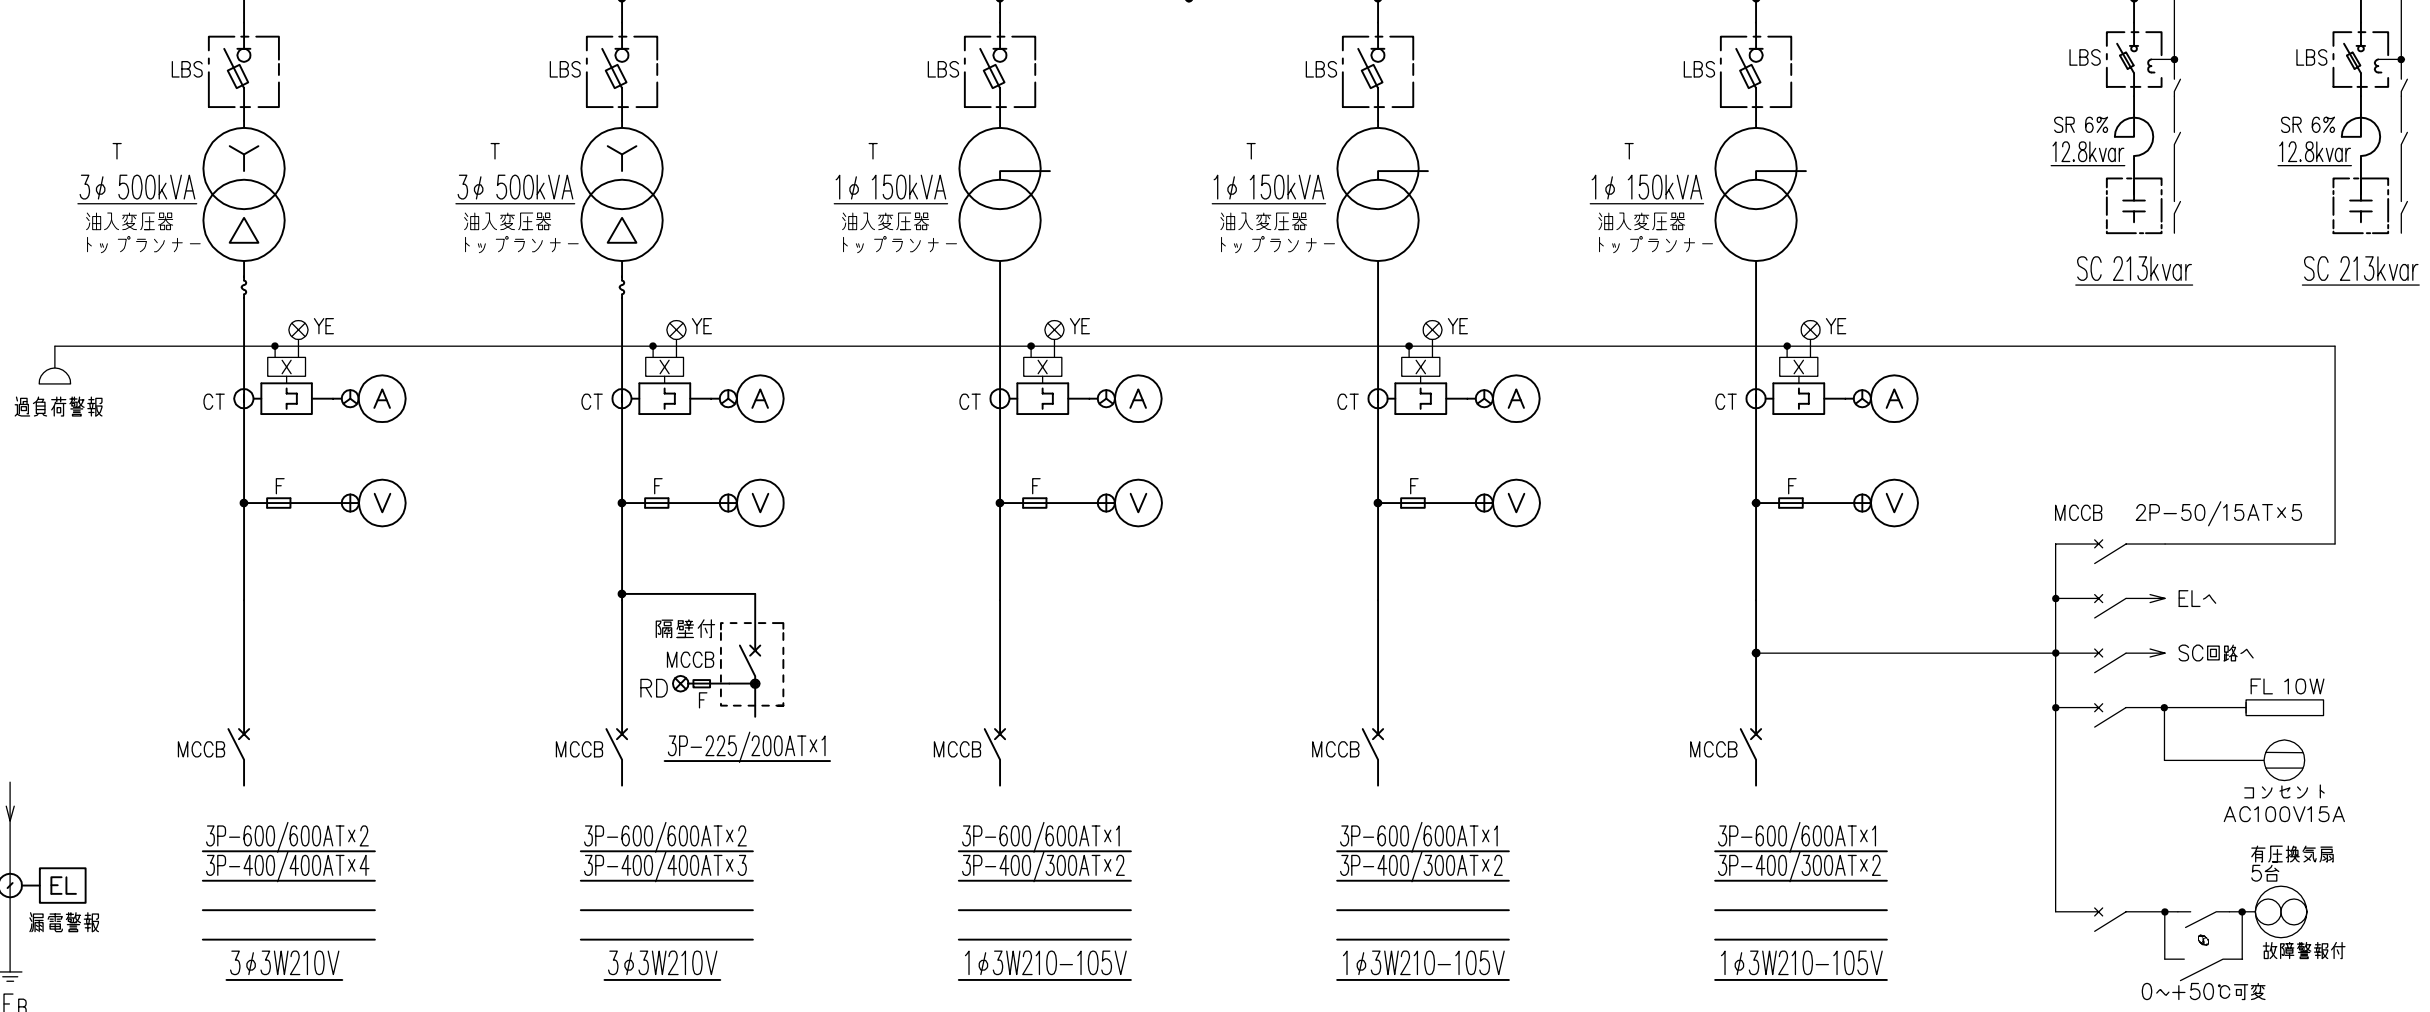 LBS
LBS
LBS
LBS
LBS
LBS
LBS
T
3φ 500kVA
油入変圧器
トップランナー
T
3φ 500kVA
油入変圧器
トップランナー
T
1φ 150kVA
油入変圧器
トップランナー
T
1φ 150kVA
油入変圧器
トップランナー
T
1φ 150kVA
油入変圧器
トップランナー
SR 6%
12.8kvar
SC 213kvar
SR 6%
12.8kvar
SC 213kvar
過負荷警報
YE
X
CT
A
YE
X
CT
A
YE
X
CT
A
YE
X
CT
A
YE
X
CT
A
F
V
F
V
F
V
F
V
F
V
隔壁付
MCCB
RD
F
3P-225/200AT×1
MCCB
MCCB
MCCB
MCCB
MCCB
MCCB 2P-50/15AT×5
ELへ
SC回路へ
FL 10W
コンセント
AC100V15A
有圧換気扇
5台
故障警報付
θ
0~+50℃可変
EL
漏電警報
EB
3P-600/600AT×2
3P-400/400AT×4
3φ3W210V
3P-600/600AT×2
3P-400/400AT×3
3φ3W210V
3P-600/600AT×1
3P-400/300AT×2
1φ3W210-105V
3P-600/600AT×1
3P-400/300AT×2
1φ3W210-105V
3P-600/600AT×1
3P-400/300AT×2
1φ3W210-105V